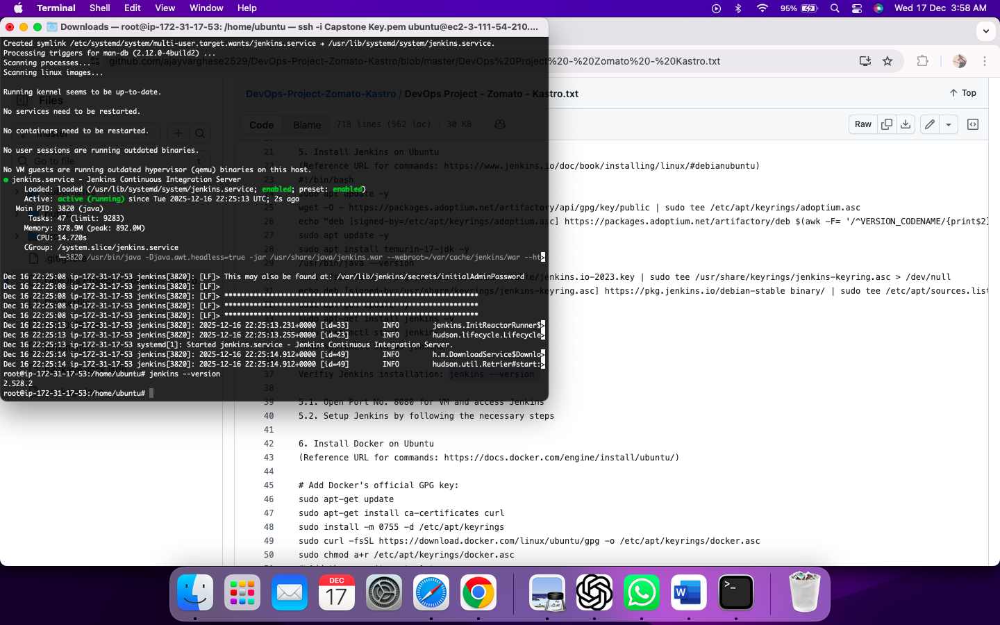 Terminal Shell Edit View Window Help 95% Wed 17 Dec 3:58 AM
Downloads — root@ip-172-31-17-53: /home/ubuntu — ssh -i Capstone Key.pem ubuntu@ec2-3-111-54-210....
Created symlink /etc/systemd/system/multi-user.target.wants/jenkins.service → /usr/lib/systemd/system/jenkins.service.
Processing triggers for man-db (2.12.0-4build2) ...
Scanning processes...
Scanning linux images...
Running kernel seems to be up-to-date.
No services need to be restarted.
No containers need to be restarted.
No user sessions are running outdated binaries.
No VM guests are running outdated hypervisor (qemu) binaries on this host.
● jenkins.service - Jenkins Continuous Integration Server
Loaded: loaded (/usr/lib/systemd/system/jenkins.service; enabled; preset: enabled)
Active: active (running) since Tue 2025-12-16 22:25:13 UTC; 2s ago
Main PID: 3820 (java)
Tasks: 47 (limit: 9283)
Memory: 878.9M (peak: 892.0M)
CPU: 14.720s
CGroup: /system.slice/jenkins.service
└─3820 /usr/bin/java -Djava.awt.headless=true -jar /usr/share/java/jenkins.war --webroot=/var/cache/jenkins/war --ht>
Dec 16 22:25:08 ip-172-31-17-53 jenkins[3820]: [LF]> This may also be found at: /var/lib/jenkins/secrets/initialAdminPassword
Dec 16 22:25:08 ip-172-31-17-53 jenkins[3820]: [LF]>
Dec 16 22:25:08 ip-172-31-17-53 jenkins[3820]: [LF]> *************************************************************
Dec 16 22:25:08 ip-172-31-17-53 jenkins[3820]: [LF]> *************************************************************
Dec 16 22:25:08 ip-172-31-17-53 jenkins[3820]: [LF]> *************************************************************
Dec 16 22:25:13 ip-172-31-17-53 jenkins[3820]: 2025-12-16 22:25:13.231+0000 [id=33] INFO jenkins.InitReactorRunner$>
Dec 16 22:25:13 ip-172-31-17-53 jenkins[3820]: 2025-12-16 22:25:13.255+0000 [id=23] INFO hudson.lifecycle.Lifecycle>
Dec 16 22:25:13 ip-172-31-17-53 systemd[1]: Started jenkins.service - Jenkins Continuous Integration Server.
Dec 16 22:25:14 ip-172-31-17-53 jenkins[3820]: 2025-12-16 22:25:14.912+0000 [id=49] INFO h.m.DownloadService$Downlo>
Dec 16 22:25:14 ip-172-31-17-53 jenkins[3820]: 2025-12-16 22:25:14.912+0000 [id=49] INFO hudson.util.Retrier#start:>
root@ip-172-31-17-53:/home/ubuntu# jenkins --version
2.528.2
root@ip-172-31-17-53:/home/ubuntu#
github.com/ajayvarghese2529/DevOps-Project-Zomato-Kastro/blob/master/DevOps%20Project%20-%20Zomato%20-%20Kastro.txt
Files
master
Go to file t
.gitignore
DevOps-Project-Zomato-Kastro / DevOps Project - Zomato - Kastro.txt
Top
Code Blame 718 lines (562 loc) · 30 KB Raw
21 5. Install Jenkins on Ubuntu
22 (Reference URL for commands: https://www.jenkins.io/doc/book/installing/linux/#debianubuntu)
#!/bin/bash
sudo apt update -y
25 wget -O - https://packages.adoptium.net/artifactory/api/gpg/key/public | sudo tee /etc/apt/keyrings/adoptium.asc
26 echo "deb [signed-by=/etc/apt/keyrings/adoptium.asc] https://packages.adoptium.net/artifactory/deb $(awk -F= '/^VERSION_CODENAME/{print$2}
27 sudo apt update -y
28 sudo apt install temurin-17-jdk -y
29 /usr/bin/java --version
/jenkins.io-2023.key | sudo tee /usr/share/keyrings/jenkins-keyring.asc > /dev/null
31 echo deb [signed-by=/usr/share/keyrings/jenkins-keyring.asc] https://pkg.jenkins.io/debian-stable binary/ | sudo tee /etc/apt/sources.list
sudo apt-get update -y
sudo apt-get install jenkins -y
37 Verifiy Jenkins installation: jenkins --version
38
39 5.1. Open Port No. 8080 for VM and access Jenkins
40 5.2. Setup Jenkins by following the necessary steps
41
42 6. Install Docker on Ubuntu
43 (Reference URL for commands: https://docs.docker.com/engine/install/ubuntu/)
44
45 # Add Docker's official GPG key:
46 sudo apt-get update
47 sudo apt-get install ca-certificates curl
48 sudo install -m 0755 -d /etc/apt/keyrings
49 sudo curl -fsSL https://download.docker.com/linux/ubuntu/gpg -o /etc/apt/keyrings/docker.asc
50 sudo chmod a+r /etc/apt/keyrings/docker.asc
DEC
17
W
>_